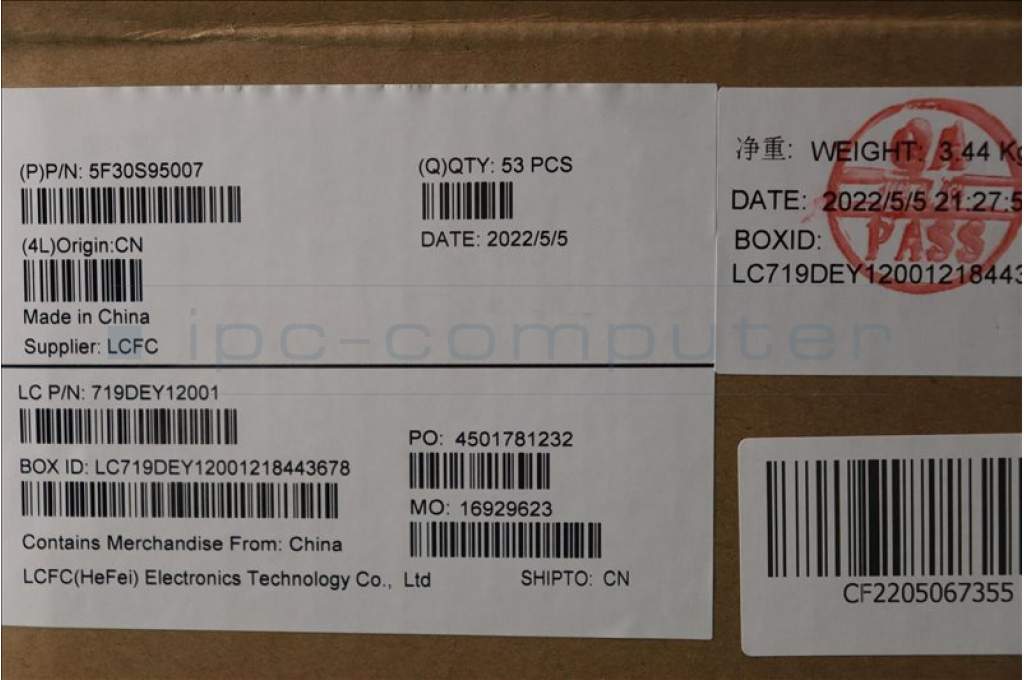 (P)P/N: 5F30S95007
(Q)QTY: 53 PCS
(4L)Origin:CN
DATE: 2022/5/5
Made in China
Supplier: LCFC
净重: WEIGHT: 3.44 Kg
DATE: 2022/5/5 21:27:5
BOXID:
LC719DEY12001218443
PASS
ipc-computer
LC P/N: 719DEY12001
PO: 4501781232
BOX ID: LC719DEY12001218443678
MO: 16929623
Contains Merchandise From: China
LCFC(HeFei) Electronics Technology Co., Ltd
SHIPTO: CN
CF2205067355